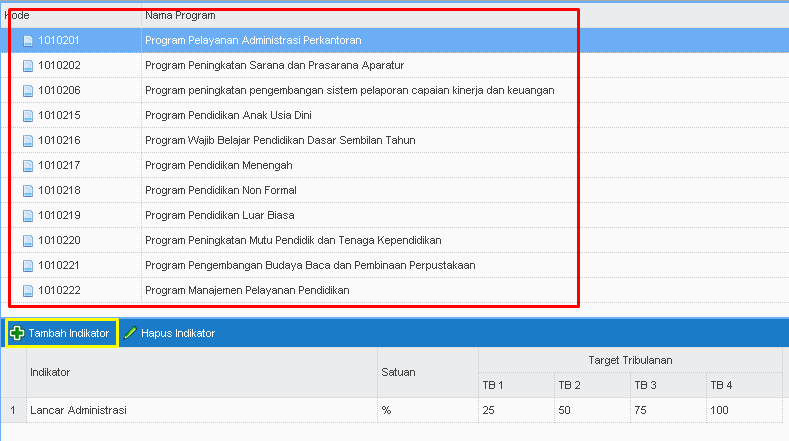 Kode Nama Program
1010201 Program Pelayanan Administrasi Perkantoran
1010202 Program Peningkatan Sarana dan Prasarana Aparatur
1010206 Program peningkatan pengembangan sistem pelaporan capaian kinerja dan keuangan
1010215 Program Pendidikan Anak Usia Dini
1010216 Program Wajib Belajar Pendidikan Dasar Sembilan Tahun
1010217 Program Pendidikan Menengah
1010218 Program Pendidikan Non Formal
1010219 Program Pendidikan Luar Biasa
1010220 Program Peningkatan Mutu Pendidik dan Tenaga Kependidikan
1010221 Program Pengembangan Budaya Baca dan Pembinaan Perpustakaan
1010222 Program Manajemen Pelayanan Pendidikan
Tambah Indikator Hapus Indikator
Indikator Satuan Target Tribulanan
TB 1 TB 2 TB 3 TB 4
1 Lancar Administrasi % 25 50 75 100